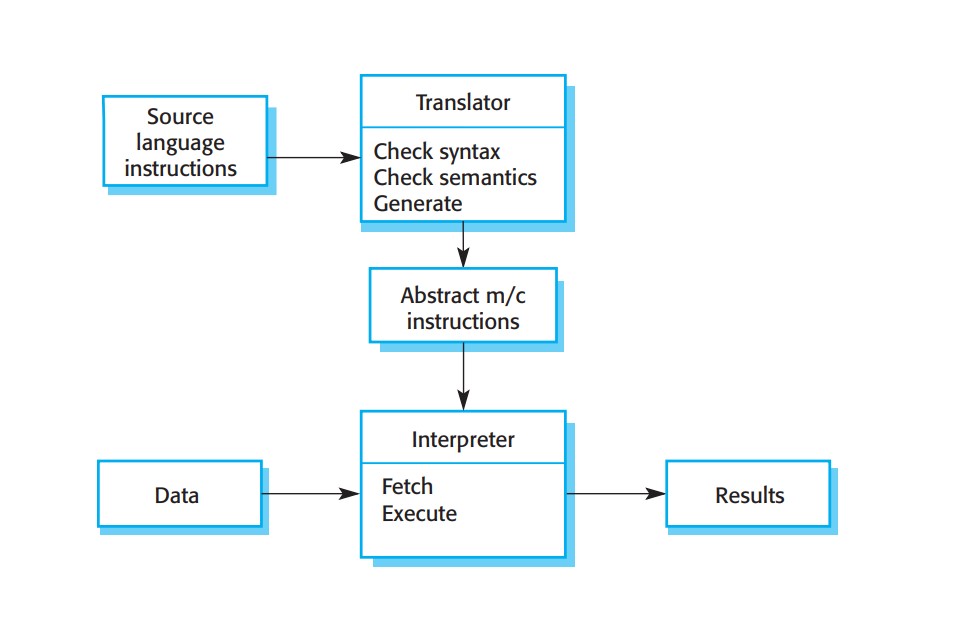 Source
language
instructions
Translator
Check syntax
Check semantics
Generate
Abstract m/c
instructions
Data
Interpreter
Fetch
Execute
Results